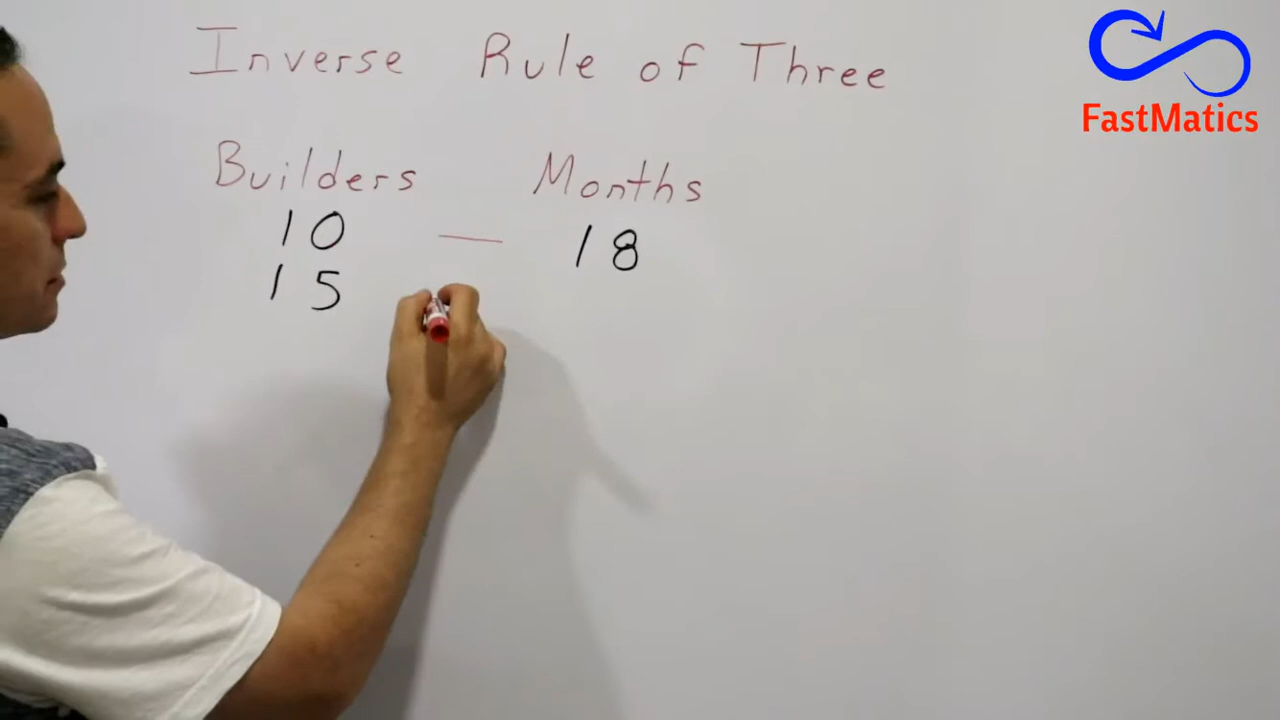 Inverse Rule of Three
FastMatics
Builders Months
10 — 18
15